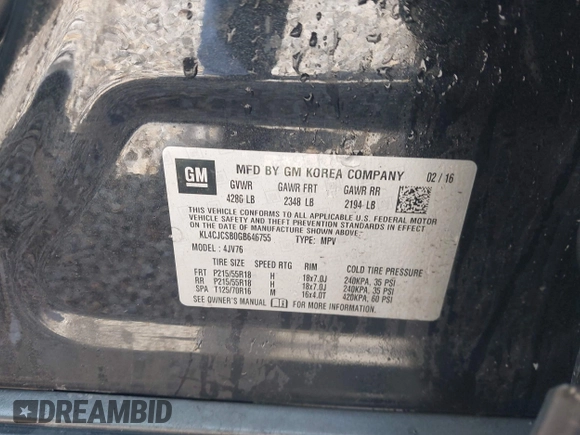 GM
MFD BY GM KOREA COMPANY 02 / 16
GVWR GAWR FRT GAWR RR
4286 LB 2348 LB 2194 LB
THIS VEHICLE CONFORMS TO ALL APPLICABLE U.S. FEDERAL MOTOR
VEHICLE SAFETY, BUMPER, AND THEFT PREVENTION STANDARDS IN EFFECT ON THE
DATE OF MANUFACTURE SHOWN ABOVE.
KL4CJCSB0GB646755 TYPE: MPV
MODEL : 4JV76
TIRE SIZE SPEED RTG RIM COLD TIRE PRESSURE
FRT P215/55R18 H 18x7.0J 240KPA, 35 PSI
RR P215/55R18 H 18x7.0J 240KPA, 35 PSI
SPA T125/70R16 M 16x4.0T 420KPA, 60 PSI
SEE OWNER'S MANUAL FOR MORE INFORMATION.
DREAMBID